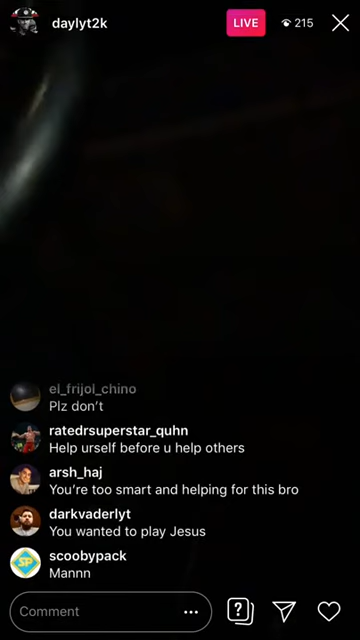 daylyt2k
LIVE
215
el_frijol_chino
Plz don't
ratedrsuperstar_quhn
Help urself before u help others
arsh_haj
You're too smart and helping for this bro
darkvaderlyt
You wanted to play Jesus
SP
scoobypack
Mannn
Comment
?